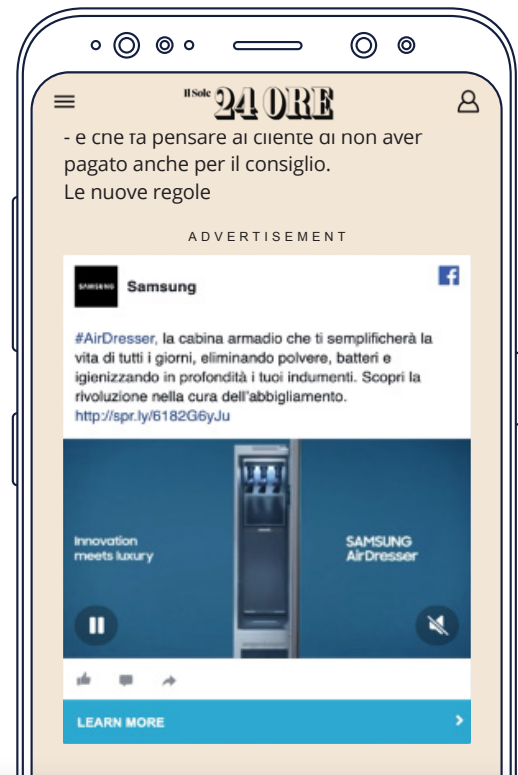 Il Sole
24 ORE
- e che fa pensare al cliente di non aver
pagato anche per il consiglio.
Le nuove regole
ADVERTISEMENT
SAMSUNG
Samsung
f
#AirDresser, la cabina armadio che ti semplificherà la
vita di tutti i giorni, eliminando polvere, batteri e
igienizzando in profondità i tuoi indumenti. Scopri la
rivoluzione nella cura dell'abbigliamento.
http://spr.ly/6182G6yJu
Innovation
meets luxury
SAMSUNG
AirDresser
LEARN MORE